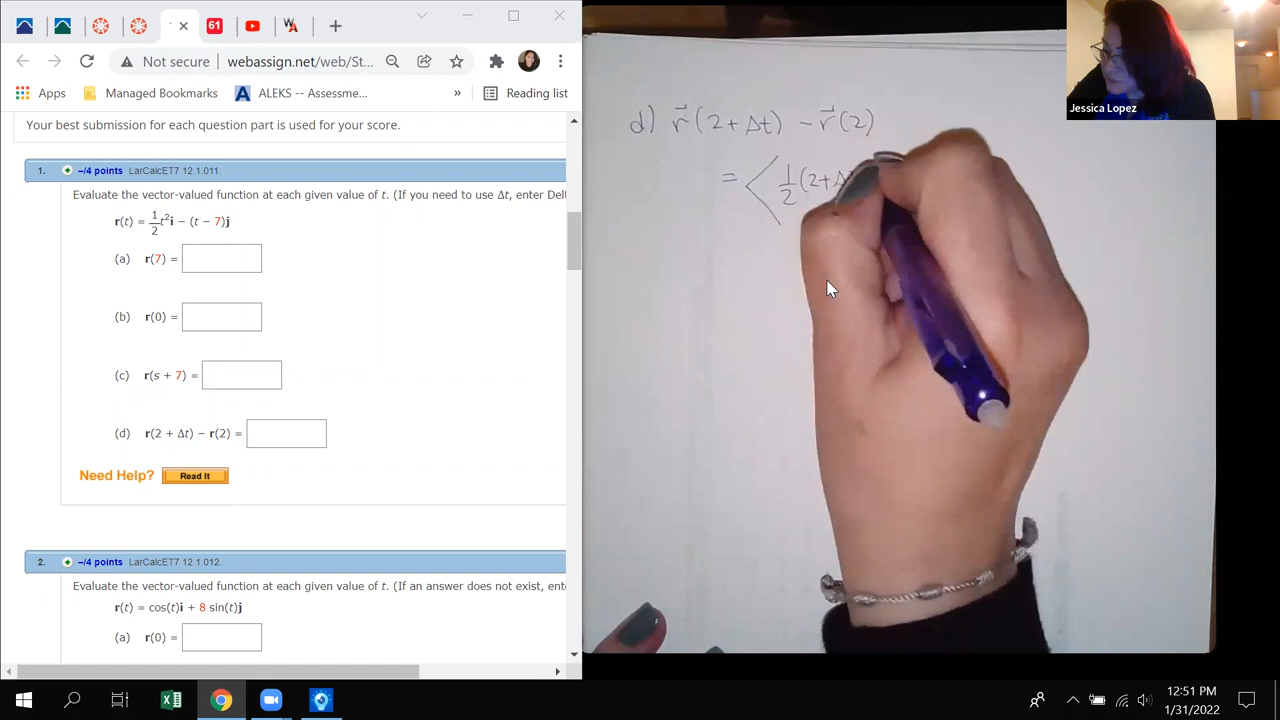 61
Not secure
webassign.net/web/St...
Apps
Managed Bookmarks
ALEKS -- Assessme...
»
Reading list
Your best submission for each question part is used for your score.
1. –/4 points LarCalcET7 12.1.011.
Evaluate the vector-valued function at each given value of t. (If you need to use Δt, enter Del
r(t) = 1/2 t²i − (t − 7)j
(a) r(7) =
(b) r(0) =
(c) r(s + 7) =
(d) r(2 + Δt) − r(2) =
Need Help? Read It
2. –/4 points LarCalcET7 12.1.012.
Evaluate the vector-valued function at each given value of t. (If an answer does not exist, ente
r(t) = cos(t)i + 8 sin(t)j
(a) r(0) =
d) r⃗(2+Δt) − r⃗(2)
= ⟨ 1/2 (2+Δ
Jessica Lopez
12:51 PM
1/31/2022